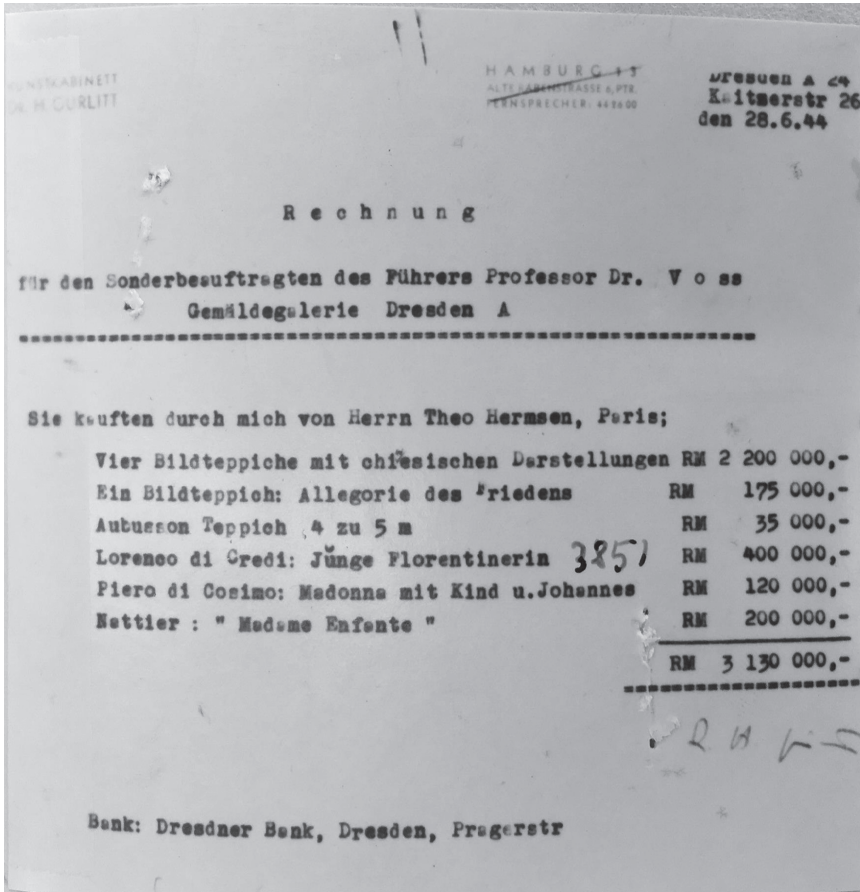 KUNSTKABINETT
DR. H. GURLITT
HAMBURG 13
ALTE RABENSTRASSE 6, PTR.
FERNSPRECHER: 44 26 00
Dresden A 24
Kaitzerstr 26
den 28.6.44
Rechnung
für den Sonderbeauftragten des Führers Professor Dr. Voss
Gemäldegalerie Dresden A
Sie kauften durch mich von Herrn Theo Hermsen, Paris;
Vier Bildteppiche mit chinesischen Darstellungen RM 2 200 000,-
Ein Bildteppich: Allegorie des Friedens RM 175 000,-
Aubusson Teppich 4 zu 5 m RM 35 000,-
Lorenco di Credi: Junge Florentinerin 3851 RM 400 000,-
Piero di Cosimo: Madonna mit Kind u.Johannes RM 120 000,-
Nattier : " Madame Enfante " RM 200 000,-
RM 3 130 000,-
Bank: Dresdner Bank, Dresden, Pragerstr